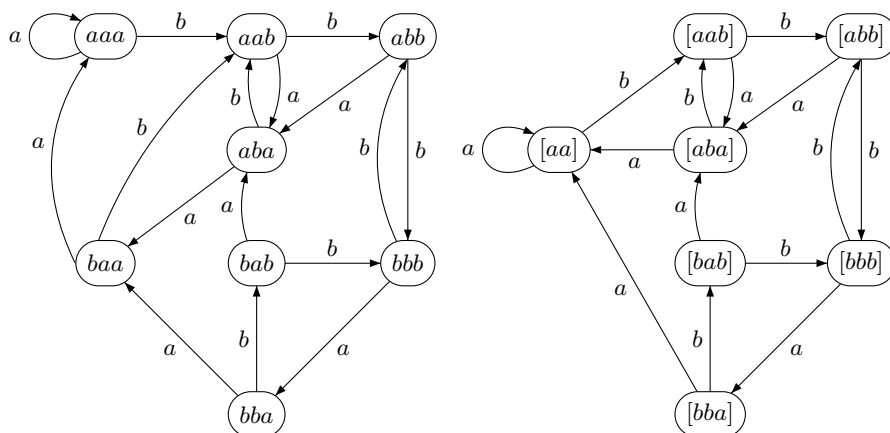 b b b
a aaa aab abb [aab] [abb]
b a a b a
a b b a b b b
aba a [aa] a [aba]
a a a
baa bab b bbb [bab] b [bbb]
a
a b a b a
bba [bba]